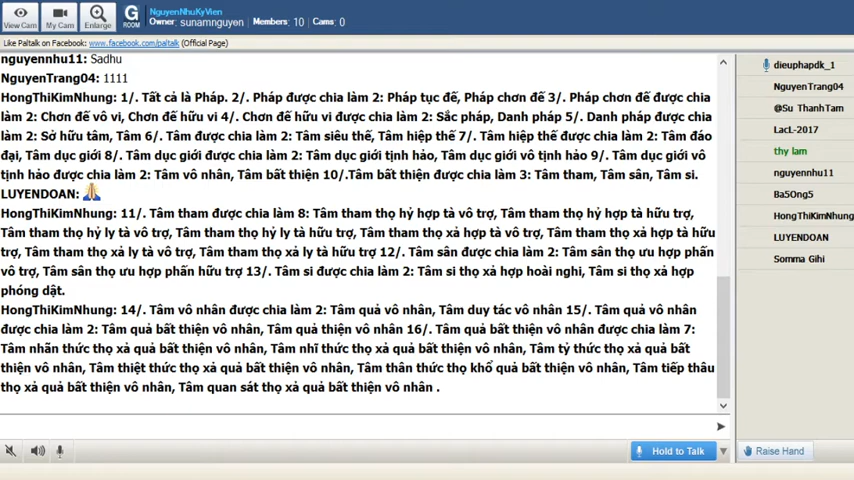 View Cam
My Cam
Enlarge
G
ROOM
NguyenNhuKyVien
Owner: sunamnguyen Members: 10 Cams: 0
Like Paltalk on Facebook: www.facebook.com/paltalk (Official Page)
nguyennhu11: Sadhu
NguyenTrang04: 1111
HongThiKimNhung: 1/. Tất cả là Pháp. 2/. Pháp được chia làm 2: Pháp tục đế, Pháp chơn đế 3/. Pháp chơn đế được chia
làm 2: Chơn đế vô vi, Chơn đế hữu vi 4/. Chơn đế hữu vi được chia làm 2: Sắc pháp, Danh pháp 5/. Danh pháp được chia
làm 2: Sở hữu tâm, Tâm 6/. Tâm được chia làm 2: Tâm siêu thế, Tâm hiệp thế 7/. Tâm hiệp thế được chia làm 2: Tâm đáo
đại, Tâm dục giới 8/. Tâm dục giới được chia làm 2: Tâm dục giới tịnh hảo, Tâm dục giới vô tịnh hảo 9/. Tâm dục giới vô
tịnh hảo được chia làm 2: Tâm vô nhân, Tâm bất thiện 10/.Tâm bất thiện được chia làm 3: Tâm tham, Tâm sân, Tâm si.
LUYENDOAN:
HongThiKimNhung: 11/. Tâm tham được chia làm 8: Tâm tham thọ hỷ hợp tà vô trợ, Tâm tham thọ hỷ hợp tà hữu trợ,
Tâm tham thọ hỷ ly tà vô trợ, Tâm tham thọ hỷ ly tà hữu trợ, Tâm tham thọ xả hợp tà vô trợ, Tâm tham thọ xả hợp tà hữu
trợ, Tâm tham thọ xả ly tà vô trợ, Tâm tham thọ xả ly tà hữu trợ 12/. Tâm sân được chia làm 2: Tâm sân thọ ưu hợp phấn
vô trợ, Tâm sân thọ ưu hợp phấn hữu trợ 13/. Tâm si được chia làm 2: Tâm si thọ xả hợp hoài nghi, Tâm si thọ xả hợp
phóng dật.
HongThiKimNhung: 14/. Tâm vô nhân được chia làm 2: Tâm quả vô nhân, Tâm duy tác vô nhân 15/. Tâm quả vô nhân
được chia làm 2: Tâm quả bất thiện vô nhân, Tâm quả thiện vô nhân 16/. Tâm quả bất thiện vô nhân được chia làm 7:
Tâm nhãn thức thọ xả quả bất thiện vô nhân, Tâm nhĩ thức thọ xả quả bất thiện vô nhân, Tâm tỷ thức thọ xả quả bất
thiện vô nhân, Tâm thiệt thức thọ xả quả bất thiện vô nhân, Tâm thân thức thọ khổ quả bất thiện vô nhân, Tâm tiếp thâu
thọ xả quả bất thiện vô nhân, Tâm quan sát thọ xả quả bất thiện vô nhân .
dieuphapdk_1
NguyenTrang04
@Su ThanhTam
LacL-2017
thy lam
nguyennhu11
Ba5Ong5
HongThiKimNhung
LUYENDOAN
Somma Gihi
Hold to Talk
Raise Hand